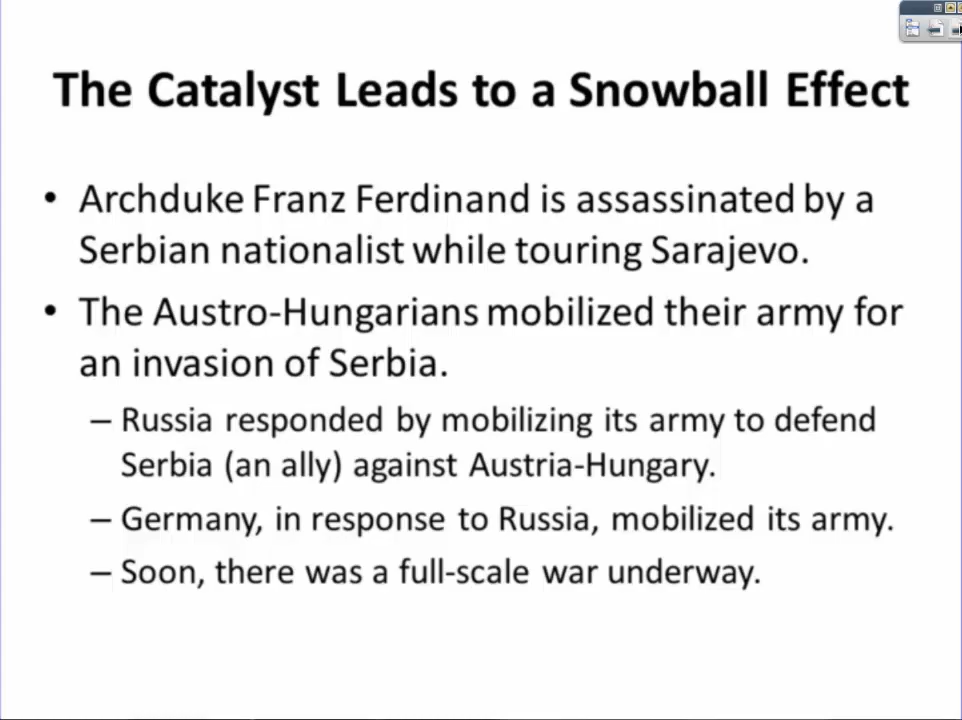 The Catalyst Leads to a Snowball Effect
• Archduke Franz Ferdinand is assassinated by a
Serbian nationalist while touring Sarajevo.
• The Austro-Hungarians mobilized their army for
an invasion of Serbia.
– Russia responded by mobilizing its army to defend
Serbia (an ally) against Austria-Hungary.
– Germany, in response to Russia, mobilized its army.
– Soon, there was a full-scale war underway.